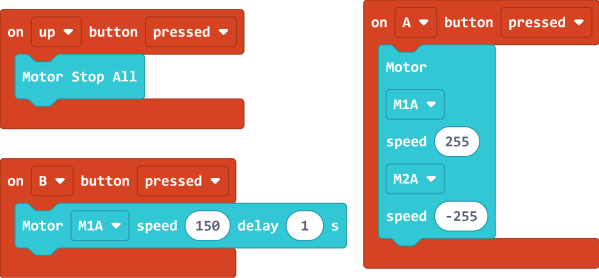 on up button pressed
Motor Stop All
on B button pressed
Motor M1A speed 150 delay 1 s
on A button pressed
Motor
M1A
speed 255
M2A
speed -255